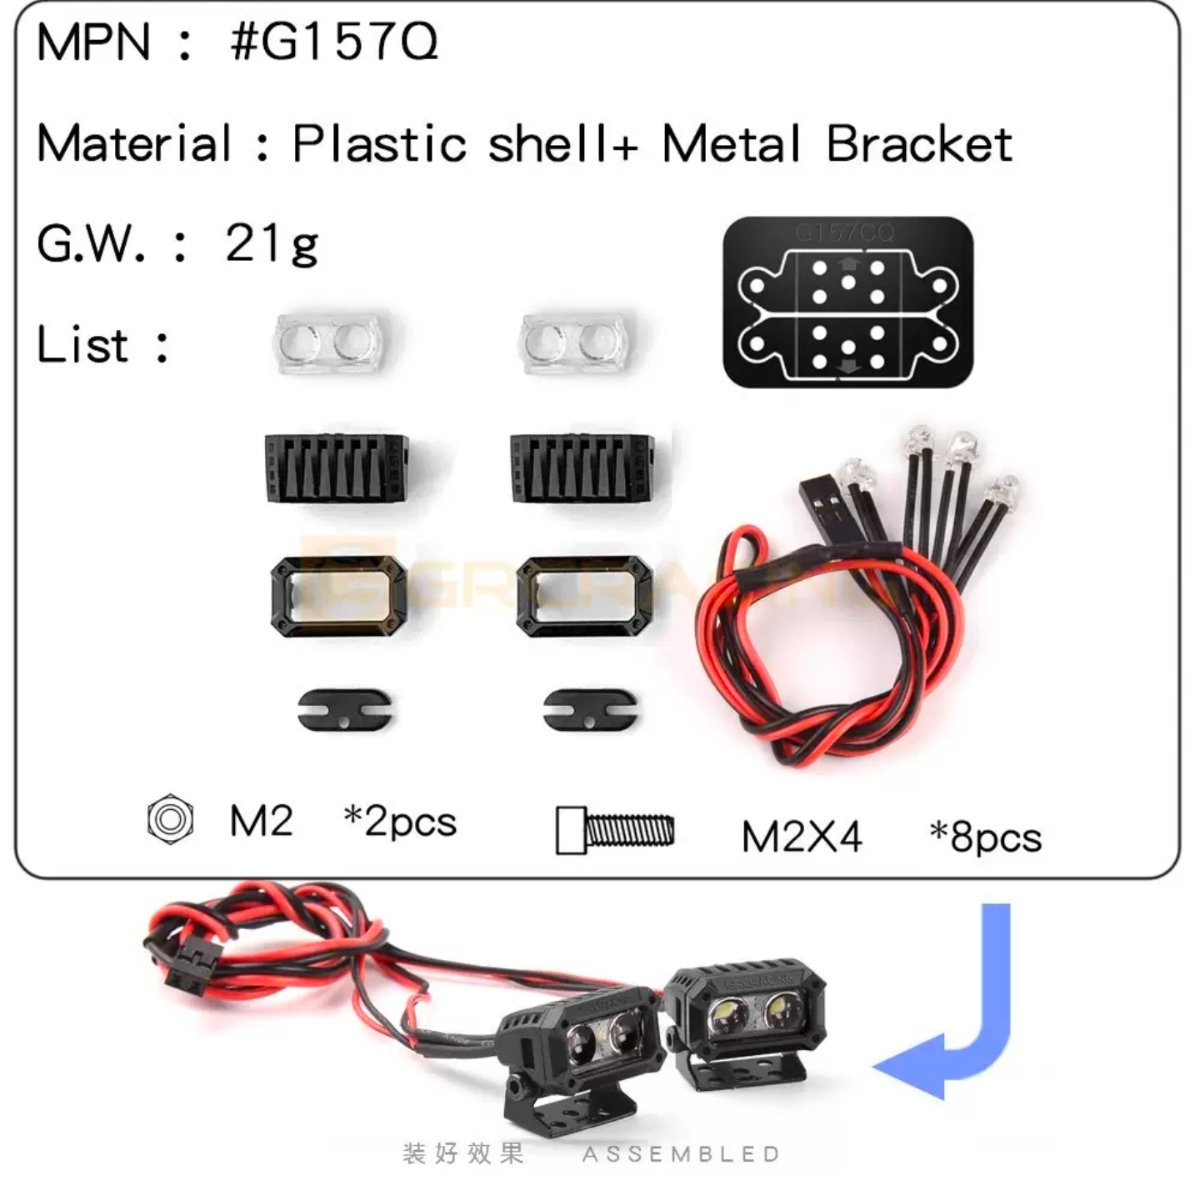 MPN : #G157Q
Material : Plastic shell+ Metal Bracket
G.W. : 21g
G157CQ
List :
GRCRACING
M2 *2pcs
M2X4 *8pcs
装好效果 ASSEMBLED